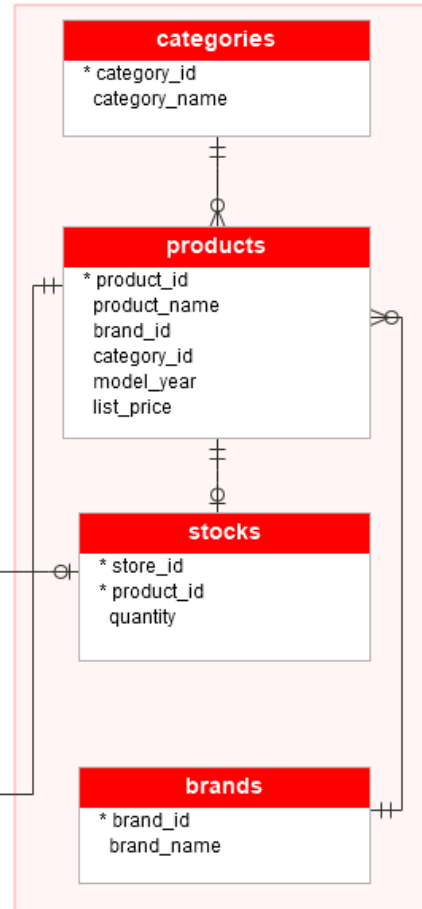 categories
* category_id
category_name
products
* product_id
product_name
brand_id
category_id
model_year
list_price
stocks
* store_id
* product_id
quantity
brands
* brand_id
brand_name